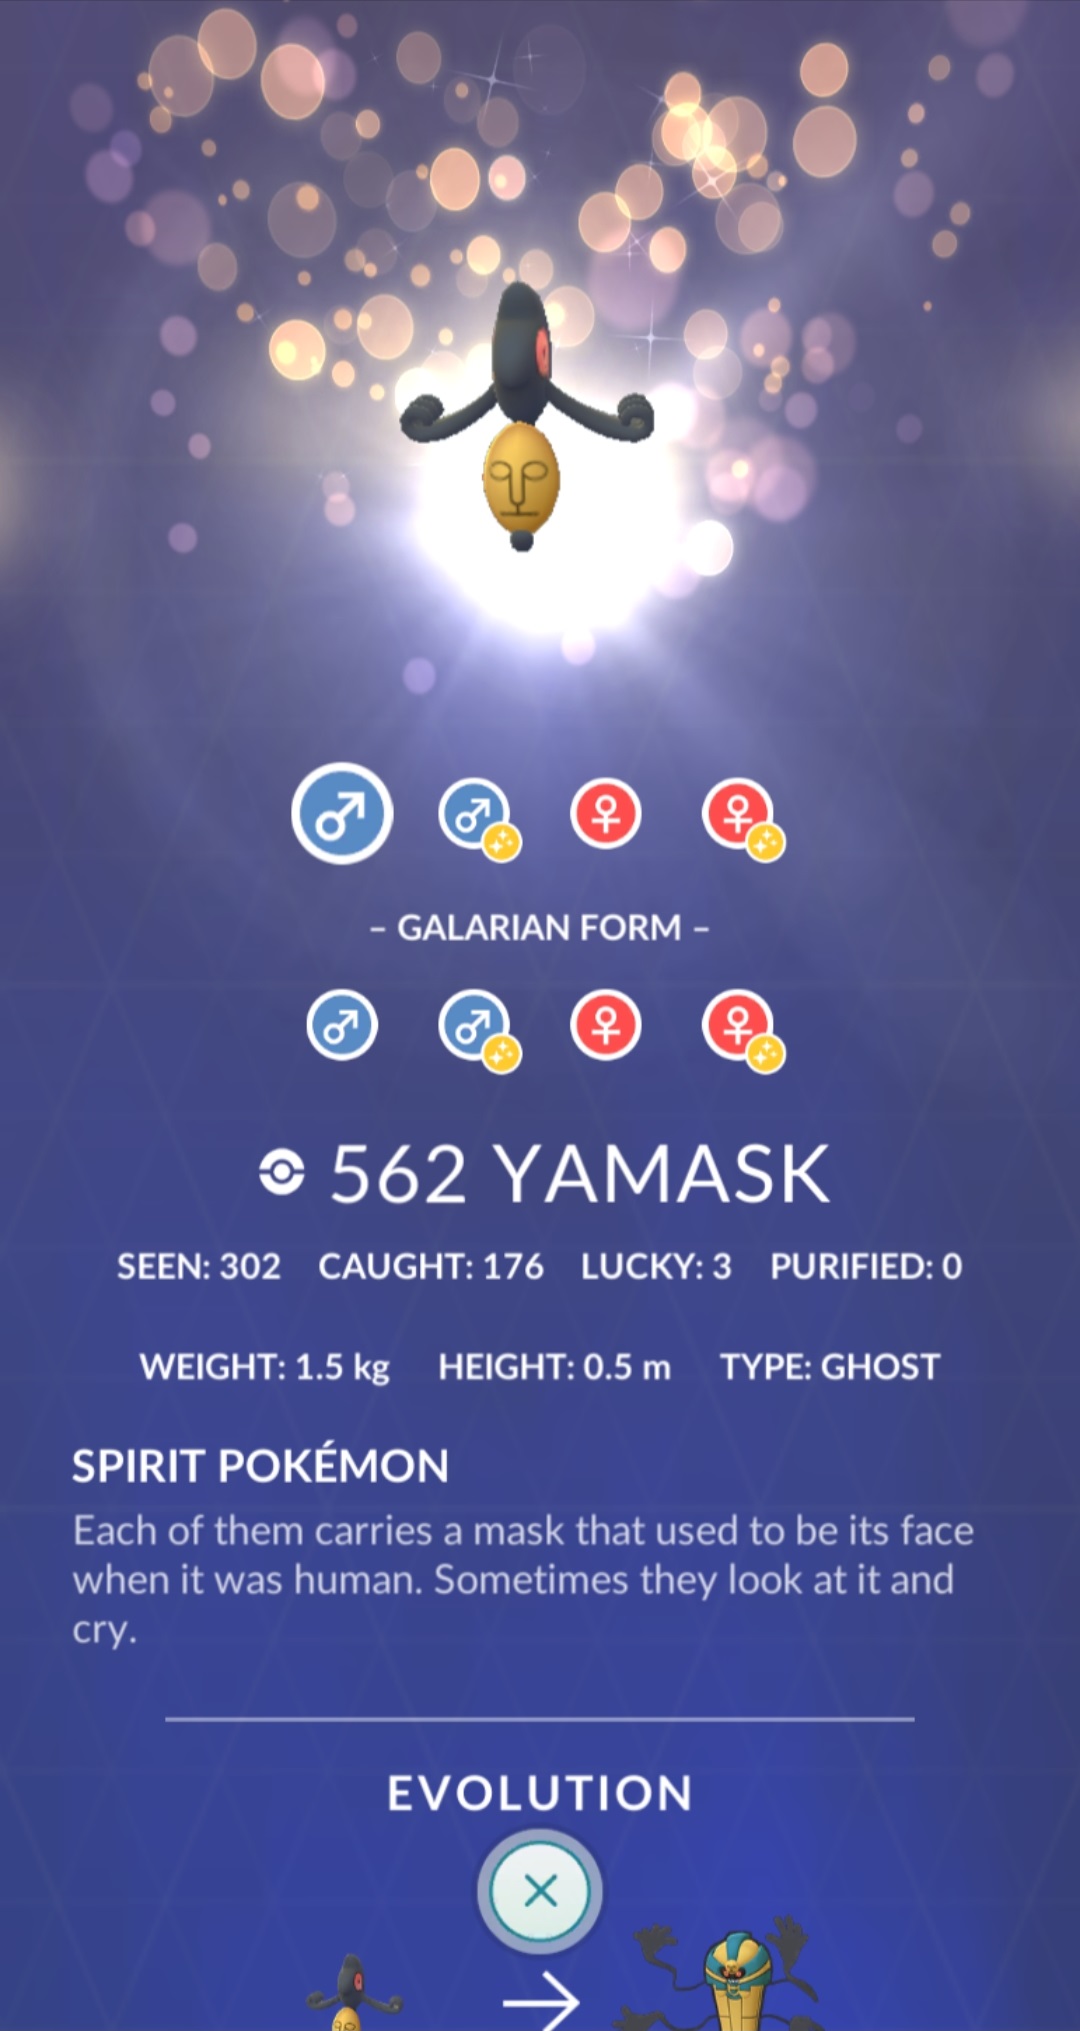 – GALARIAN FORM –
562 YAMASK
SEEN: 302 CAUGHT: 176 LUCKY: 3 PURIFIED: 0
WEIGHT: 1.5 kg HEIGHT: 0.5 m TYPE: GHOST
SPIRIT POKÉMON
Each of them carries a mask that used to be its face
when it was human. Sometimes they look at it and
cry.
EVOLUTION